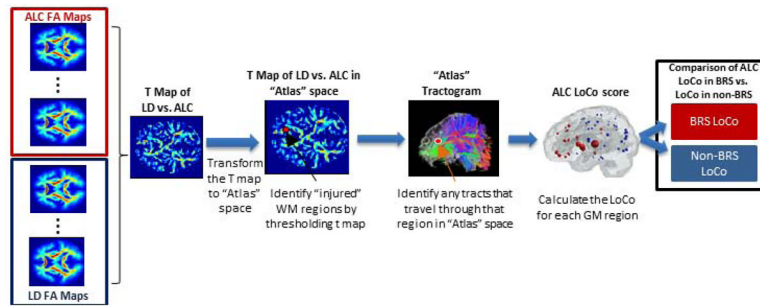 ALC FA Maps
LD FA Maps
T Map of
LD vs. ALC
Transform
the T map
to "Atlas"
space
T Map of LD vs. ALC in
"Atlas" space
Identify "injured"
WM regions by
thresholding t map
"Atlas"
Tractogram
Identify any tracts that
travel through that
region in "Atlas" space
ALC LoCo score
Calculate the LoCo
for each GM region
Comparison of ALC
LoCo in BRS vs.
LoCo in non-BRS
BRS LoCo
Non-BRS
LoCo